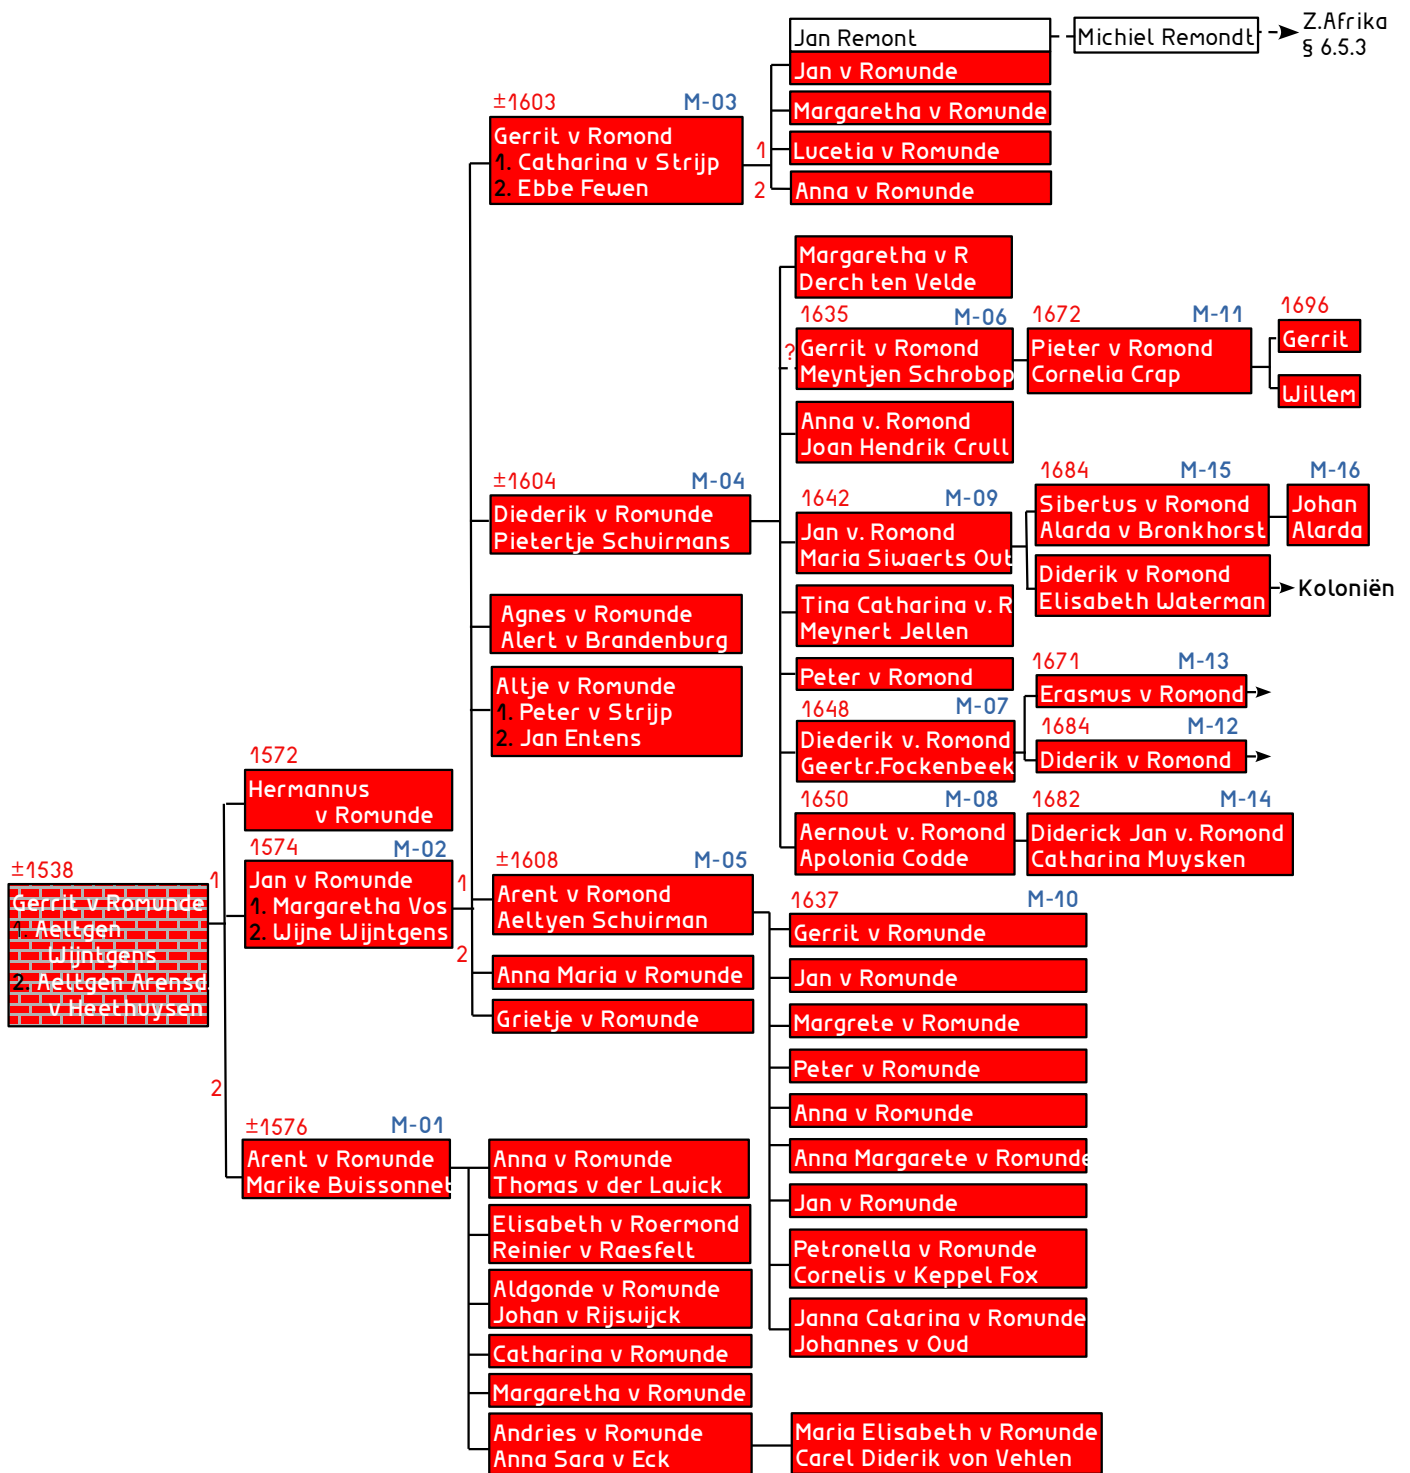 ±1538
Gerrit v Romunde
1. Aeltgen
Wijntgens
2. Aeltgen Arensd.
v Heethuysen
1
2
1572
Hermannus
v Romunde
1574 M-02
Jan v Romunde
1. Margaretha Vos
2. Wijne Wijntgens
1
2
±1576 M-01
Arent v Romunde
Marike Buissonnet
±1603 M-03
Gerrit v Romond
1. Catharina v Strijp
2. Ebbe Fewen
1
2
±1604 M-04
Diederik v Romunde
Pietertje Schuirmans
Agnes v Romunde
Alert v Brandenburg
Altje v Romunde
1. Peter v Strijp
2. Jan Entens
±1608 M-05
Arent v Romond
Aeltyen Schuirman
Anna Maria v Romunde
Grietje v Romunde
Anna v Romunde
Thomas v der Lawick
Elisabeth v Roermond
Reinier v Raesfelt
Aldgonde v Romunde
Johan v Rijswijck
Catharina v Romunde
Margaretha v Romunde
Andries v Romunde
Anna Sara v Eck
Jan Remont
Michiel Remondt
Z.Afrika
§ 6.5.3
Jan v Romunde
Margaretha v Romunde
Lucetia v Romunde
Anna v Romunde
Margaretha v R
Derch ten Velde
1635 M-06
?
Gerrit v Romond
Meyntjen Schrobop
1672 M-11
Pieter v Romond
Cornelia Crap
1696
Gerrit
Willem
Anna v. Romond
Joan Hendrik Crull
1642 M-09
Jan v. Romond
Maria Siwaerts Out
1684 M-15
Sibertus v Romond
Alarda v Bronkhorst
M-16
Johan
Alarda
Diderik v Romond
Elisabeth Waterman
Koloniën
Tina Catharina v. R
Meynert Jellen
Peter v Romond
1648 M-07
Diederik v. Romond
Geertr.Fockenbeek
1671 M-13
Erasmus v Romond
1684 M-12
Diderik v Romond
1650 M-08
Aernout v. Romond
Apolonia Codde
1682 M-14
Diderick Jan v. Romond
Catharina Muysken
1637 M-10
Gerrit v Romunde
Jan v Romunde
Margrete v Romunde
Peter v Romunde
Anna v Romunde
Anna Margarete v Romunde
Jan v Romunde
Petronella v Romunde
Cornelis v Keppel Fox
Janna Catarina v Romunde
Johannes v Oud
Maria Elisabeth v Romunde
Carel Diderik von Vehlen